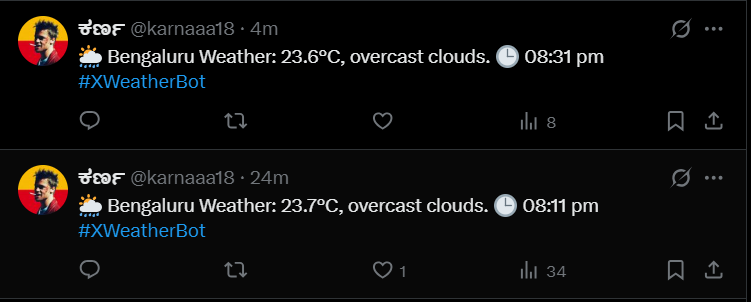 ಕರ್ಣ @karnaaa18 · 4m
🌦️ Bengaluru Weather: 23.6°C, overcast clouds. 🕒 08:31 pm
#XWeatherBot
8
ಕರ್ಣ @karnaaa18 · 24m
🌦️ Bengaluru Weather: 23.7°C, overcast clouds. 🕒 08:11 pm
#XWeatherBot
1 34